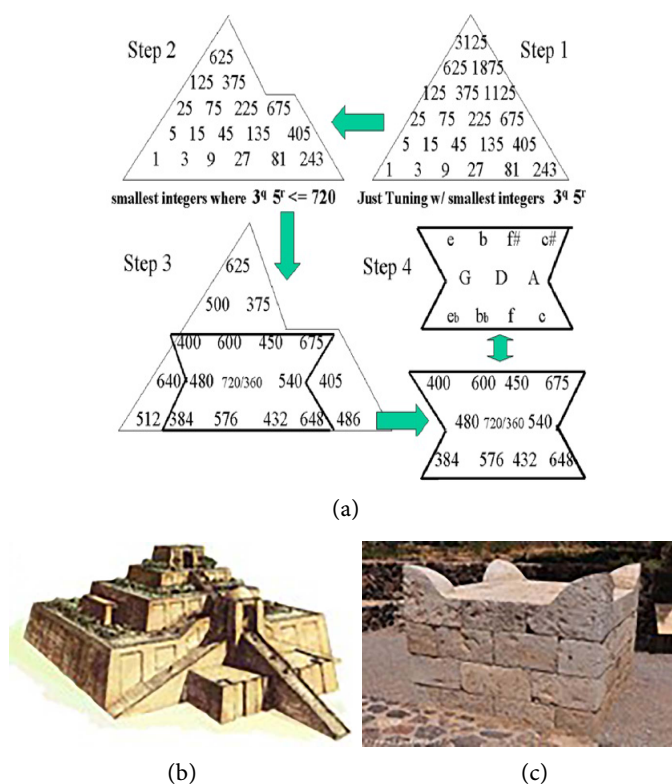 Step 2
625
125 375
25 75 225 675
5 15 45 135 405
1 3 9 27 81 243
smallest integers where 3q 5r <= 720
Step 1
3125
625 1875
125 375 1125
25 75 225 675
5 15 45 135 405
1 3 9 27 81 243
Just Tuning w/ smallest integers 3q 5r
Step 3
625
500 375
400 600 450 675
640 480 720/360 540 405
512 384 576 432 648 486
Step 4
e b f# c#
G D A
eb bb f c
400 600 450 675
480 720/360 540
384 576 432 648
(a)
(b) (c)